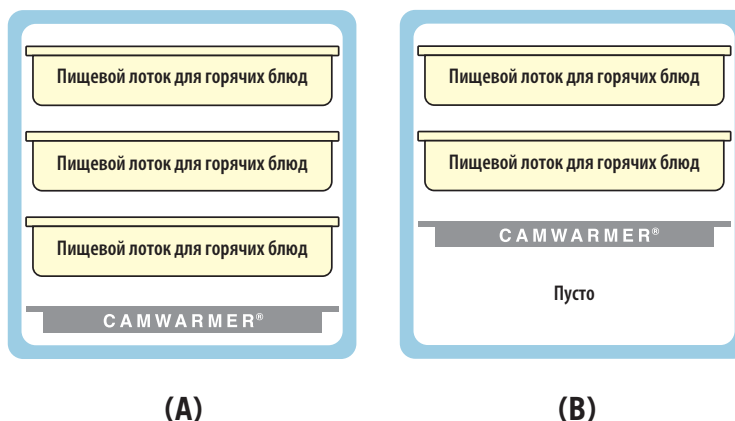 Пищевой лоток для горячих блюд
Пищевой лоток для горячих блюд
Пищевой лоток для горячих блюд
CAMWARMER®
(A)
Пищевой лоток для горячих блюд
Пищевой лоток для горячих блюд
CAMWARMER®
Пусто
(B)